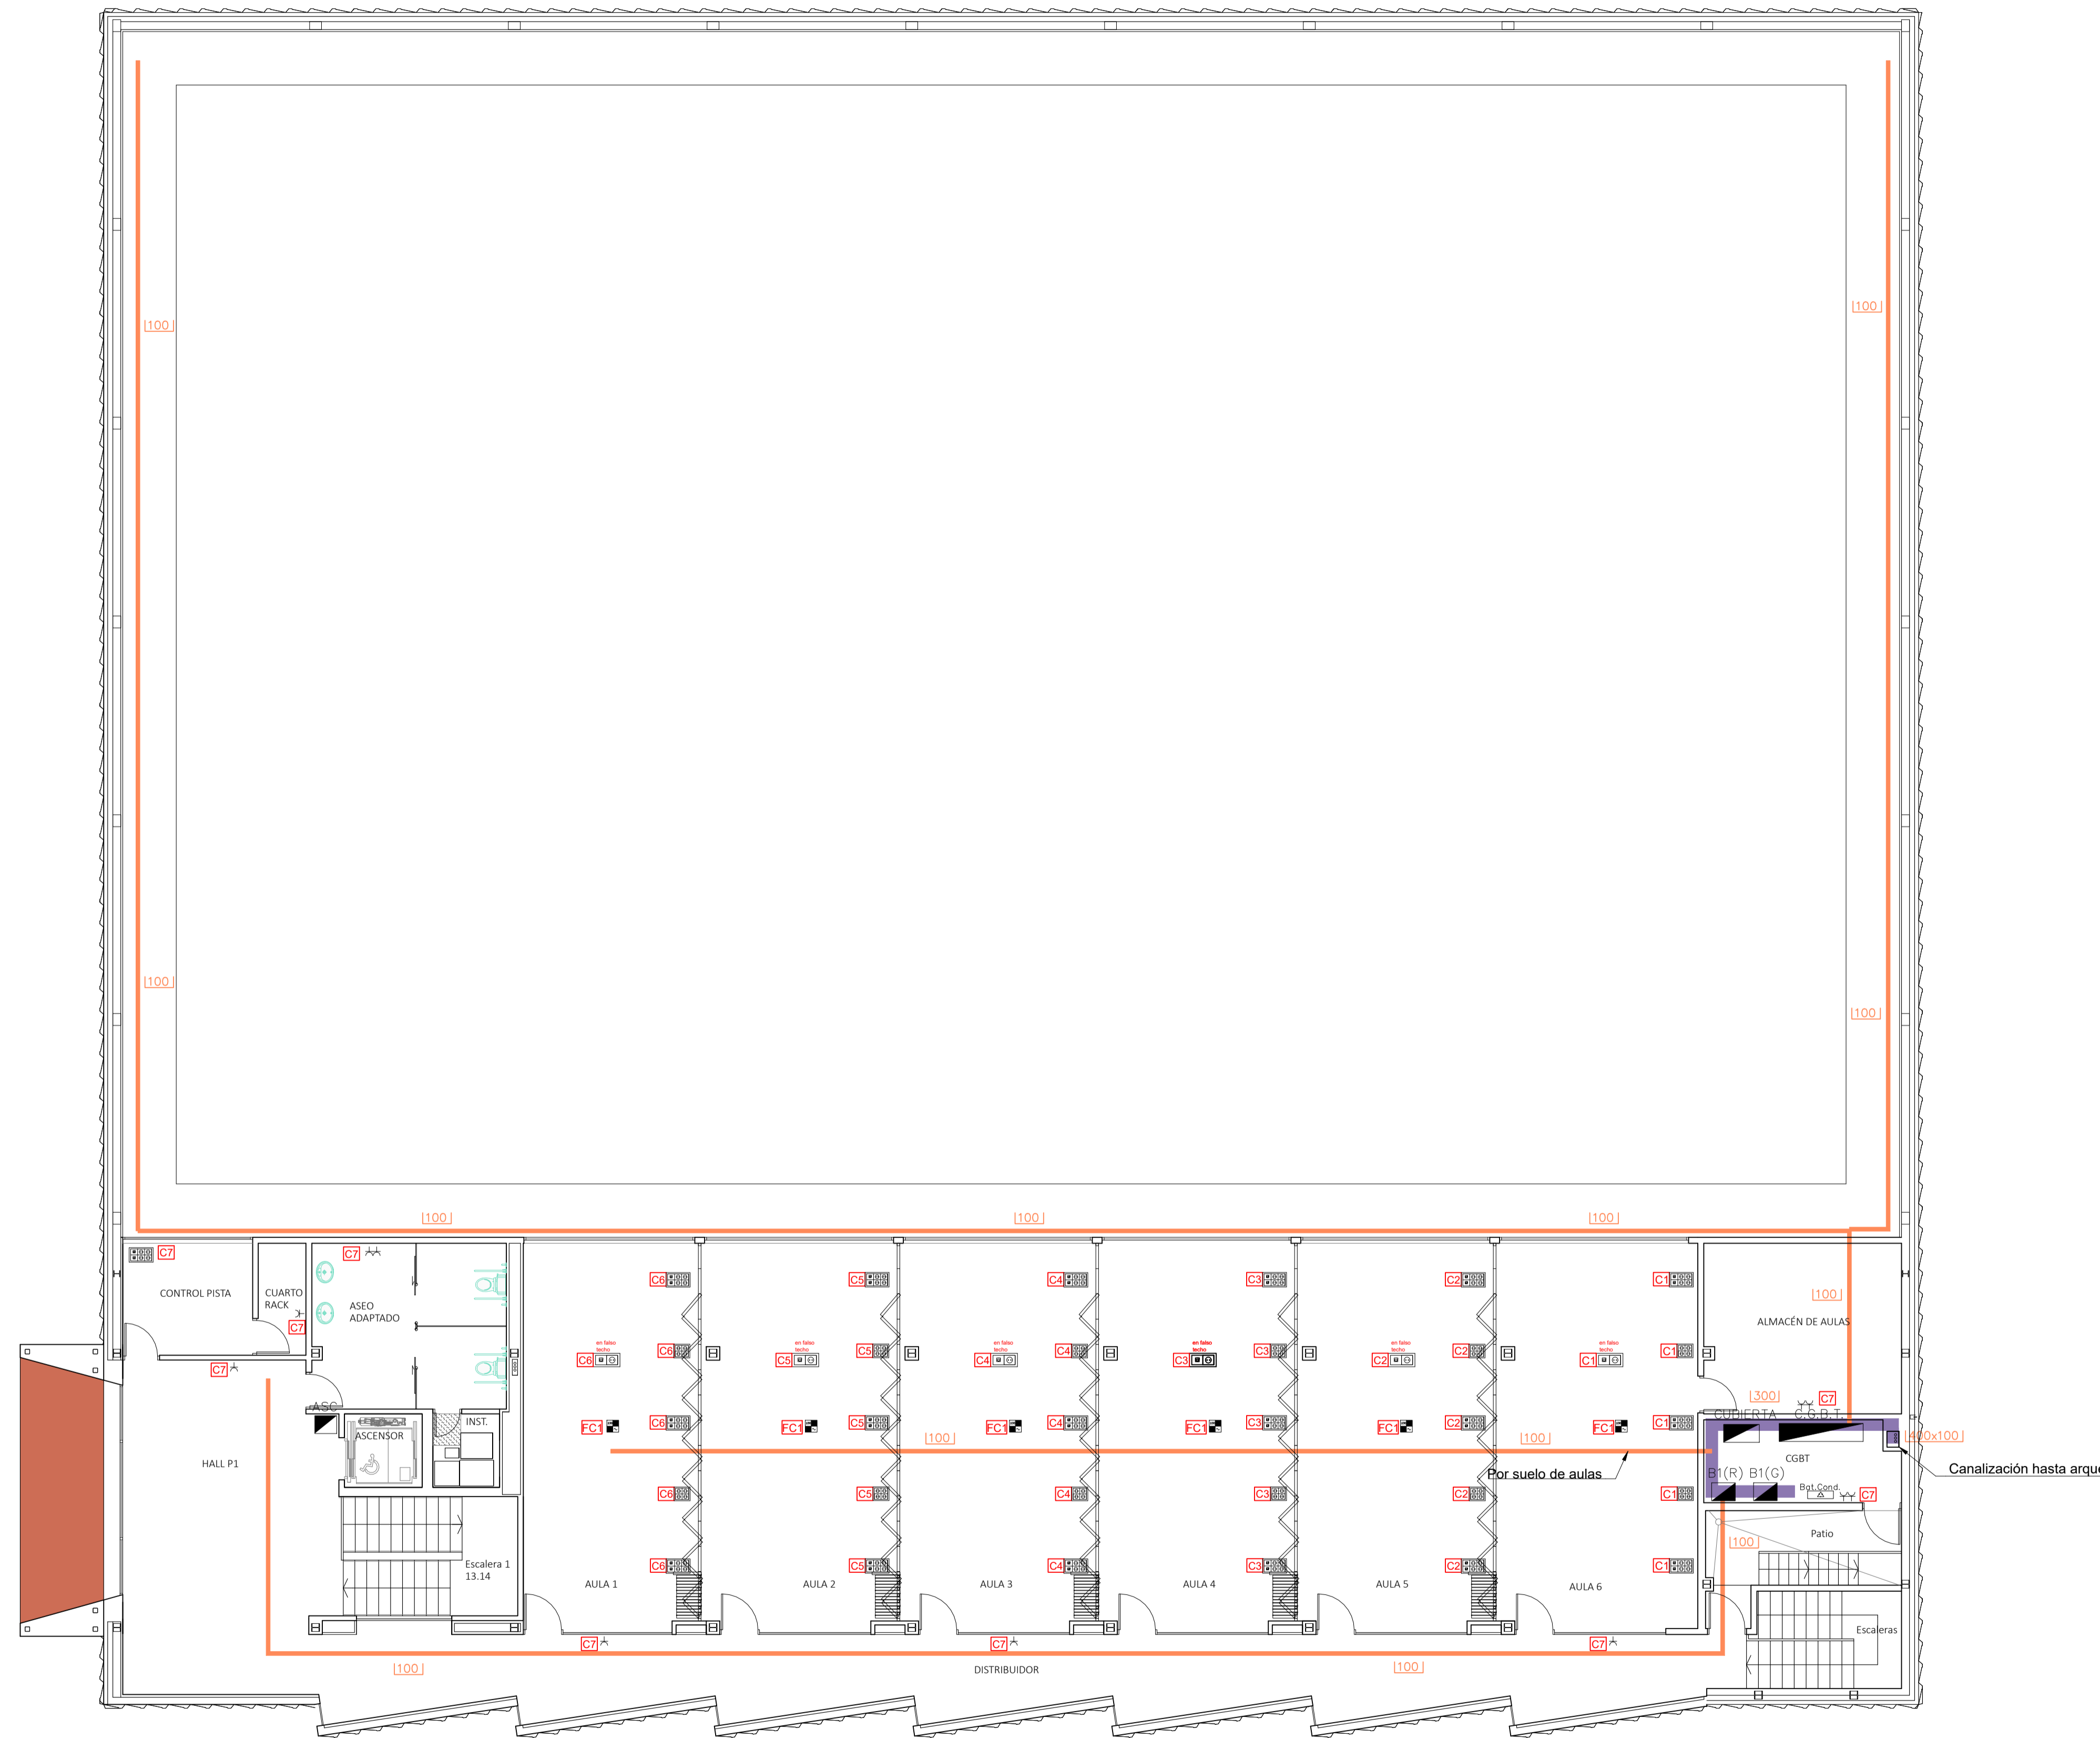 |100|
|100|
|100|
|100|
|100|
|100|
|100|
C7
C7
CONTROL PISTA
CUARTO
RACK
C7
ASEO
ADAPTADO
C7
C6
C5
C4
C3
C2
C1
|100|
ALMACÉN DE AULAS
en falso
techo
en falso
techo
en falso
techo
en falso
techo
en falso
techo
en falso
techo
C6
C6
C5
C5
C4
C4
C3
C3
C2
C2
C1
C1
|300|
C7
ASC
ASCENSOR
INST.
HALL P1
FC1
C6
FC1
C5
FC1
C4
FC1
C3
FC1
C2
FC1
C1
CUBIERTA
C.G.B.T.
|400x100|
|100|
|100|
Por suelo de aulas
CGBT
Canalización hasta arque
B1(R) B1(G)
Bat.Cond.
C7
C6
C5
C4
C3
C2
C1
Patio
|100|
Escalera 1
13.14
C6
C5
C4
C3
C2
C1
AULA 1
AULA 2
AULA 3
AULA 4
AULA 5
AULA 6
Escaleras
C7
C7
C7
|100|
DISTRIBUIDOR
|100|